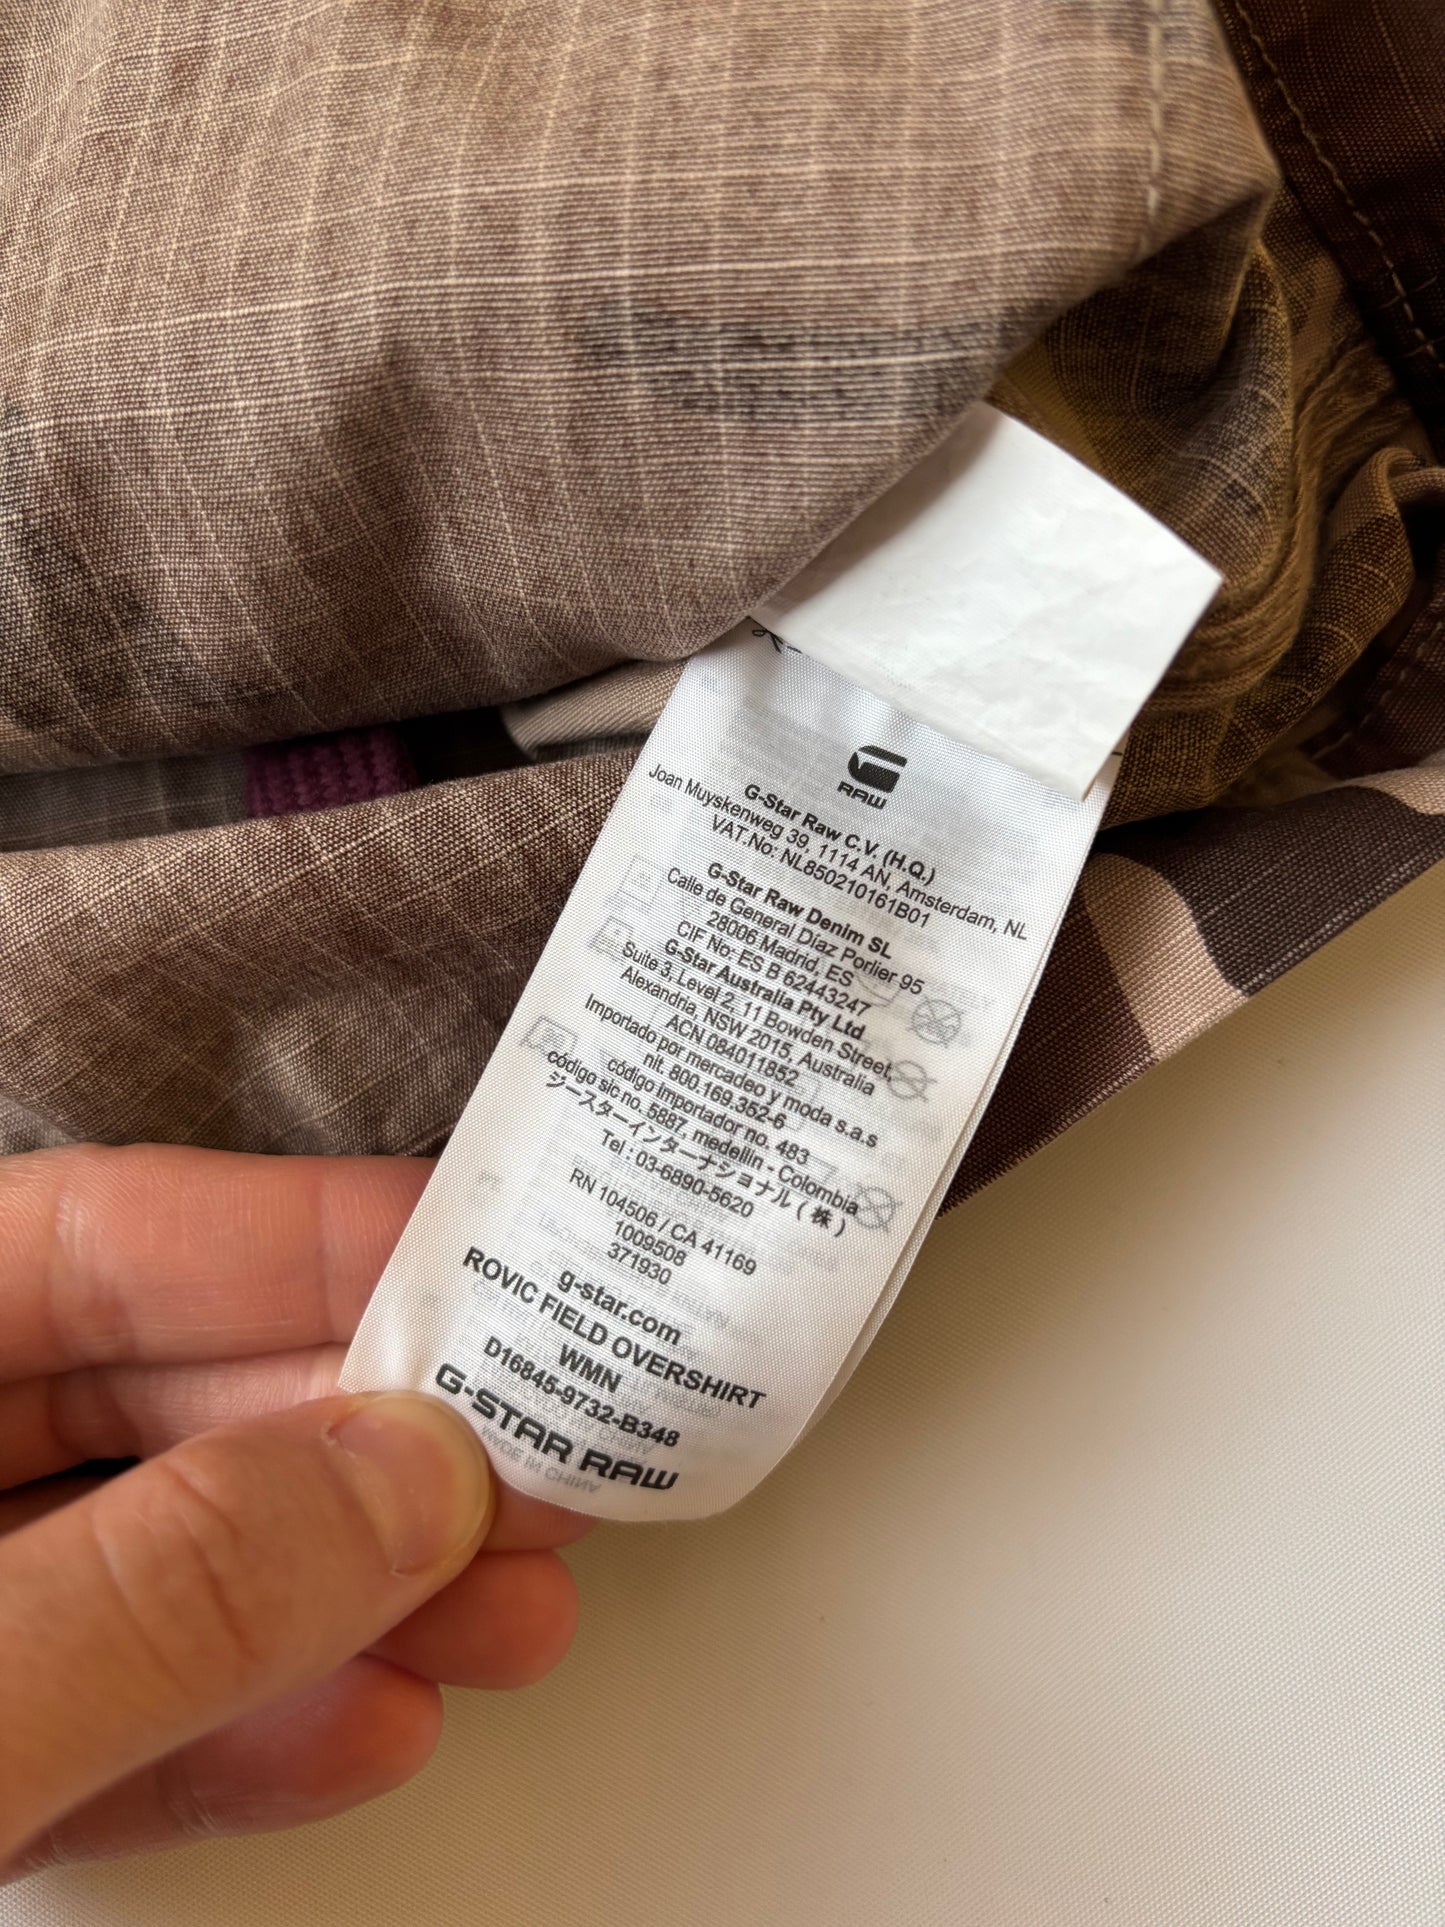 G
RAW
G-Star Raw C.V. (H.Q.)
Joan Muyskenweg 39, 1114 AN, Amsterdam, NL
VAT.No: NL850210161B01
G-Star Raw Denim SL
Calle de General Diaz Porlier 95
28006 Madrid, ES
CIF No: ES B 62443247
G-Star Australia Pty Ltd
Suite 3, Level 2, 11 Bowden Street,
Alexandria, NSW 2015, Australia
ACN 084011852
Importado por mercadeo y moda s.a.s
nit. 800.169.352-6
código importador no. 483
código sic no. 5887, medellin - Colombia
ジースターインターナショナル(株)
Tel : 03-6890-5620
RN 104506 / CA 41169
1009508
371930
g-star.com
ROVIC FIELD OVERSHIRT
WMN
D16845-9732-B348
G-STAR RAW
MADE IN CHINA